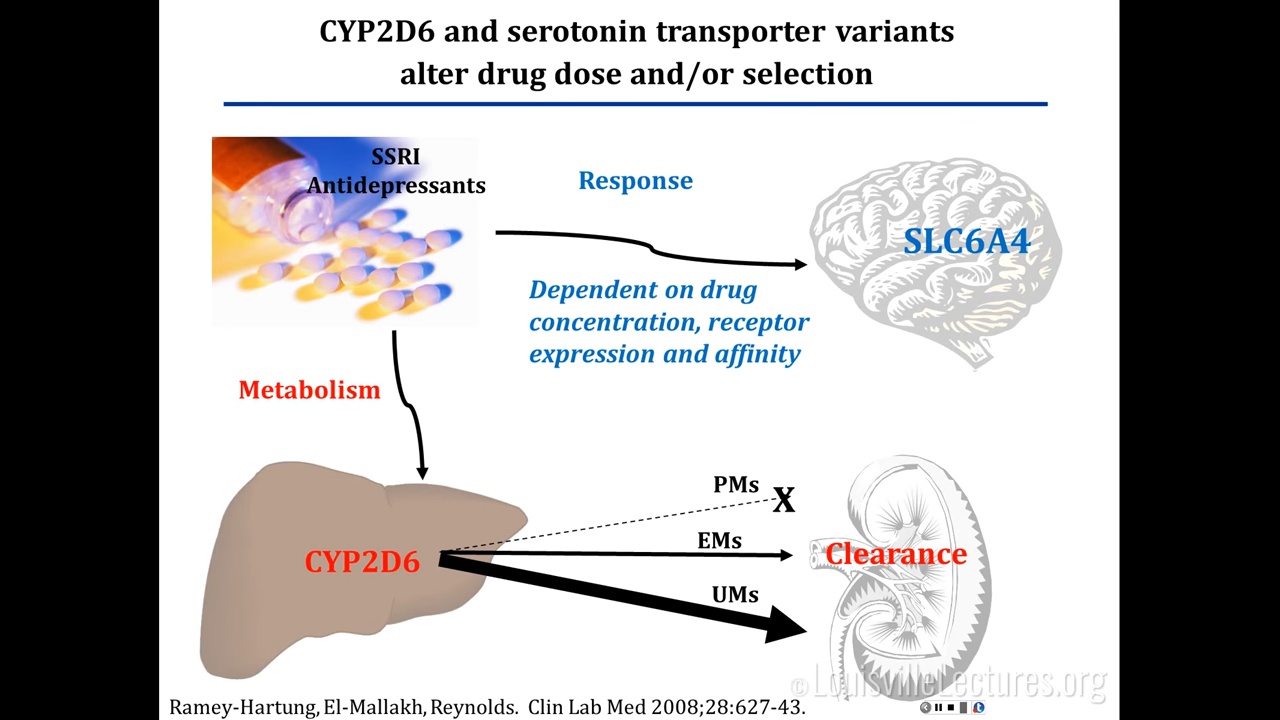 CYP2D6 and serotonin transporter variants
alter drug dose and/or selection
SSRI
Antidepressants
Response
SLC6A4
Dependent on drug
concentration, receptor
expression and affinity
Metabolism
PMs
X
EMs
CYP2D6
Clearance
UMs
© LouisvilleLectures.org
Ramey-Hartung, El-Mallakh, Reynolds. Clin Lab Med 2008;28:627-43.